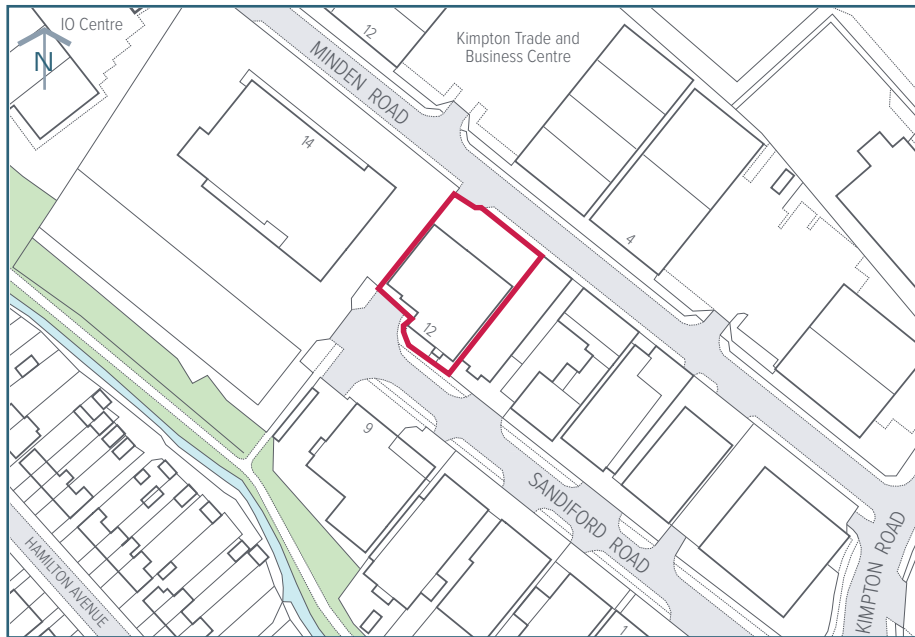 IO Centre
N
12
Kimpton Trade and
Business Centre
MINDEN ROAD
14
4
12
9
SANDIFORD ROAD
KIMPTON ROAD
HAMILTON AVENUE
1